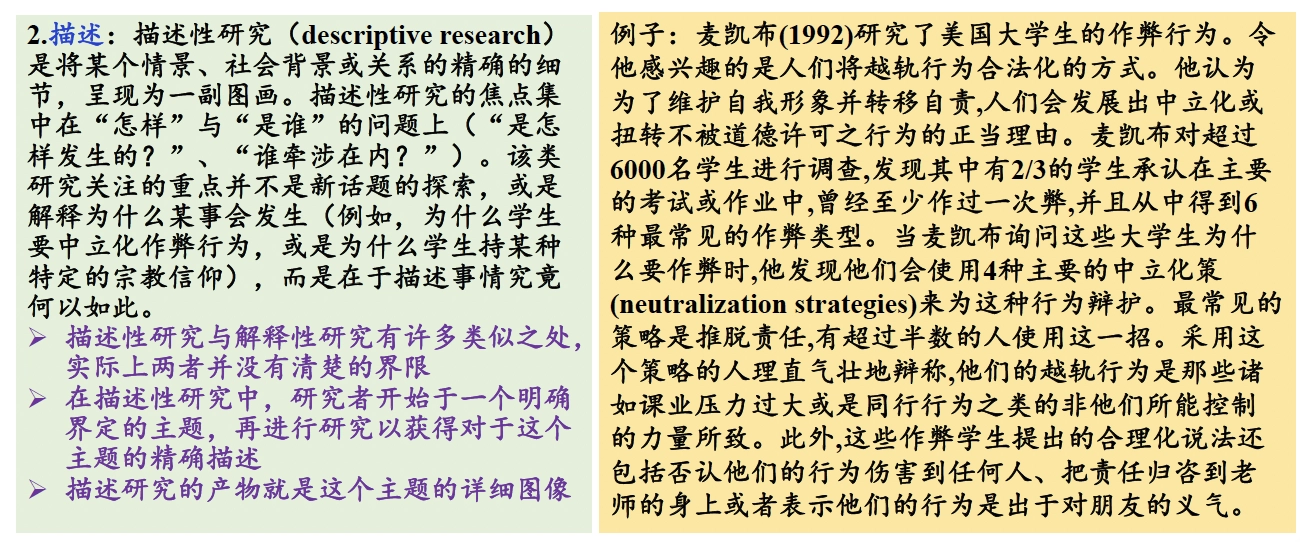 2.描述：描述性研究（descriptive research）
是将某个情景、社会背景或关系的精确的细
节，呈现为一副图画。描述性研究的焦点集
中在“怎样”与“是谁”的问题上（“是怎
样发生的？”、“谁牵涉在内？”）。该类
研究关注的重点并不是新话题的探索，或是
解释为什么某事会发生（例如，为什么学生
要中立化作弊行为，或是为什么学生持某种
特定的宗教信仰），而是在于描述事情究竟
何以如此。
➢ 描述性研究与解释性研究有许多类似之处，
实际上两者并没有清楚的界限
➢ 在描述性研究中，研究者开始于一个明确
界定的主题，再进行研究以获得对于这个
主题的精确描述
➢ 描述研究的产物就是这个主题的详细图像
例子：麦凯布(1992)研究了美国大学生的作弊行为。令
他感兴趣的是人们将越轨行为合法化的方式。他认为
为了维护自我形象并转移自责,人们会发展出中立化或
扭转不被道德许可之行为的正当理由。麦凯布对超过
6000名学生进行调查,发现其中有2/3的学生承认在主要
的考试或作业中,曾经至少作过一次弊,并且从中得到6
种最常见的作弊类型。当麦凯布询问这些大学生为什
么要作弊时,他发现他们会使用4种主要的中立化策
(neutralization strategies)来为这种行为辩护。最常见的
策略是推脱责任,有超过半数的人使用这一招。采用这
个策略的人理直气壮地辩称,他们的越轨行为是那些诸
如课业压力过大或是同行行为之类的非他们所能控制
的力量所致。此外,这些作弊学生提出的合理化说法还
包括否认他们的行为伤害到任何人、把责任归咎到老
师的身上或者表示他们的行为是出于对朋友的义气。